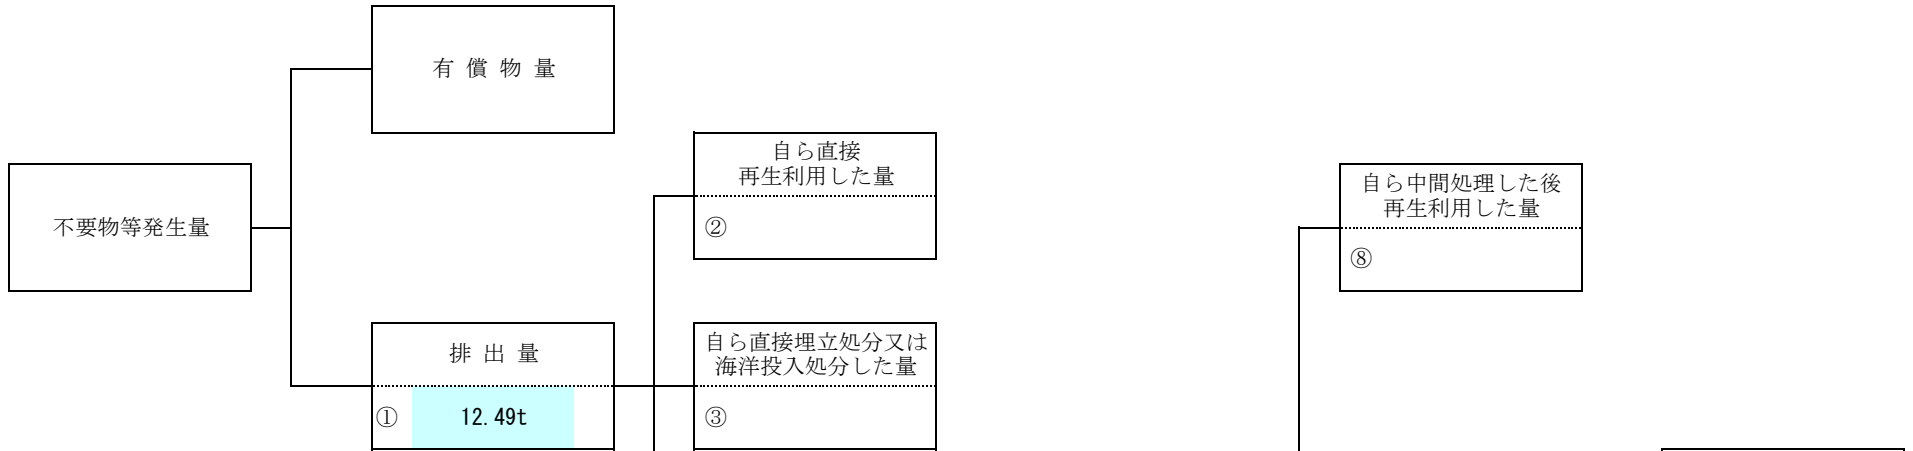 有 償 物 量
自ら直接
再生利用した量
②
自ら中間処理した後
再生利用した量
⑧
不要物等発生量
排 出 量
① 12.49t
自ら直接埋立処分又は
海洋投入処分した量
③